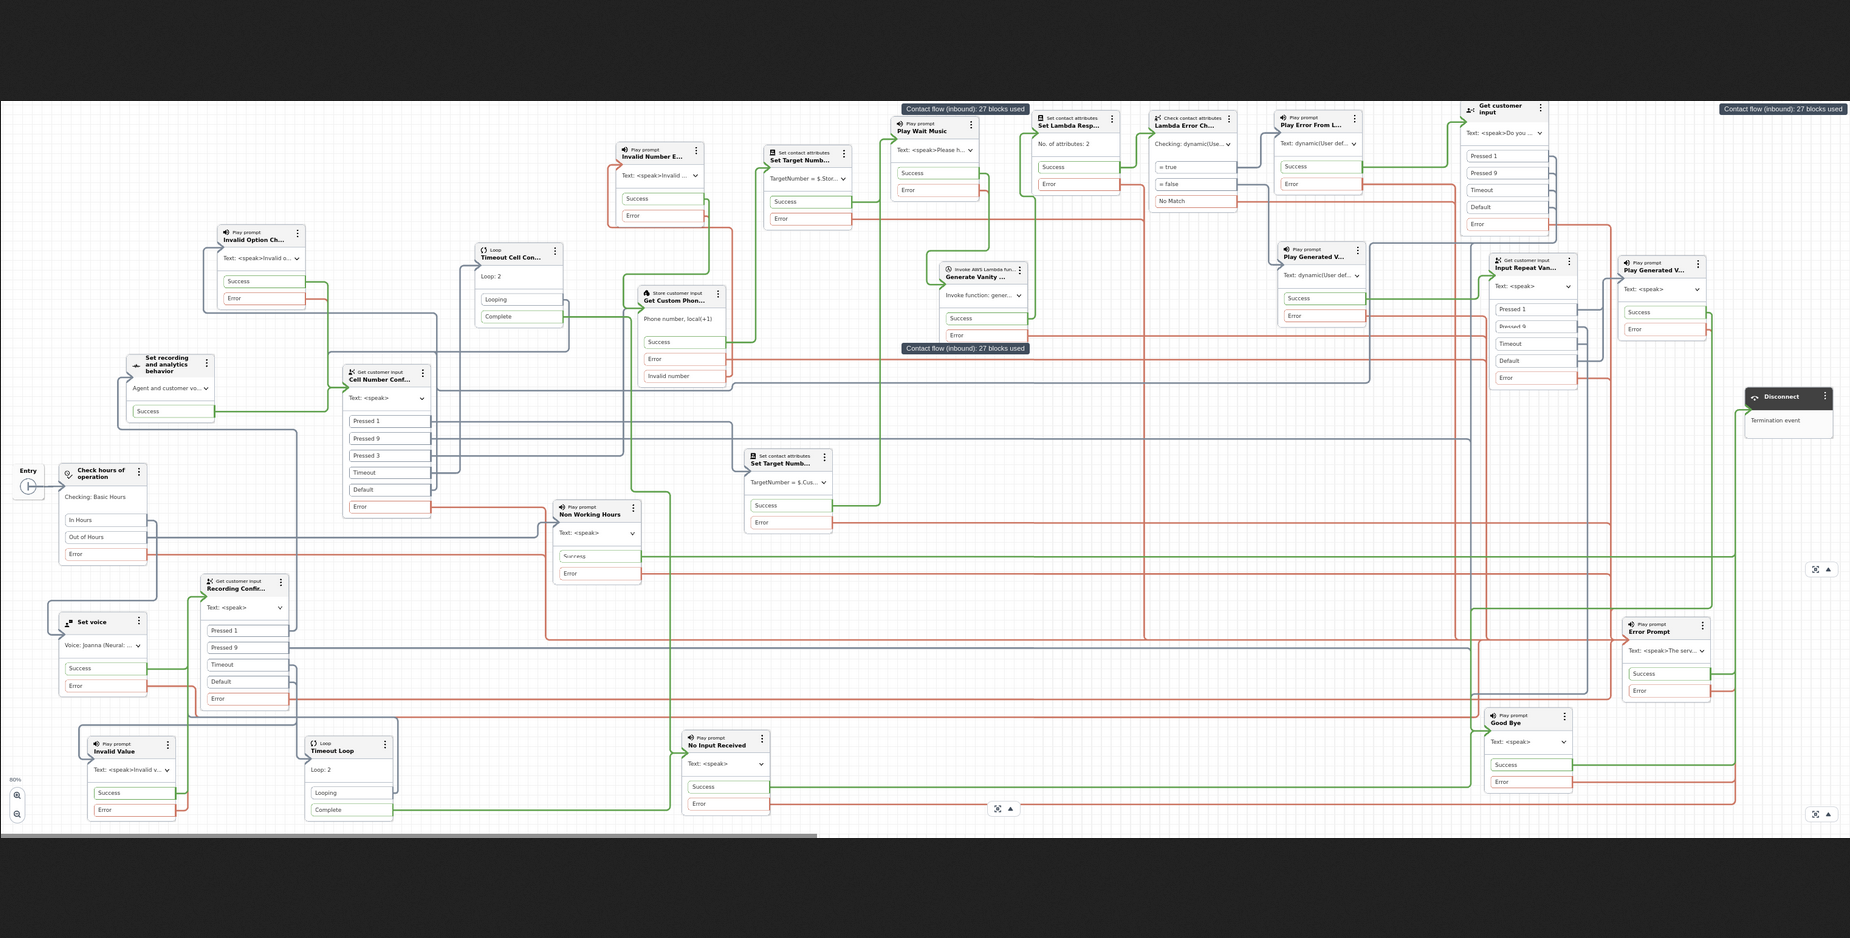 Contact flow (inbound): 27 blocks used
Contact flow (inbound): 27 blocks used
Get customer input
Text: <speak>Do you ...
Pressed 1
Pressed 9
Timeout
Default
Error
Set contact attributes
Set Lambda Resp...
No. of attributes: 2
Success
Error
Check contact attributes
Lambda Error Ch...
Checking: dynamic(Use...
= true
= false
No Match
Play prompt
Play Error From L...
Text: dynamic(User def...
Success
Error
Play prompt
Play Wait Music
Text: <speak>Please h...
Success
Error
Play prompt
Invalid Number E...
Text: <speak>Invalid ...
Success
Error
Set contact attributes
Set Target Numb...
TargetNumber = $.Stor...
Success
Error
Play prompt
Invalid Option Ch...
Text: <speak>Invalid o...
Success
Error
Loop
Timeout Cell Con...
Loop: 2
Looping
Complete
Store customer input
Get Custom Phon...
Phone number, local(+1)
Success
Error
Invalid number
Invoke AWS Lambda fun...
Generate Vanity ...
Invoke function: gener...
Success
Error
Contact flow (inbound): 27 blocks used
Play prompt
Play Generated V...
Text: dynamic(User def...
Success
Error
Get customer input
Input Repeat Van...
Text: <speak>
Pressed 1
Pressed 9
Timeout
Default
Error
Play prompt
Play Generated V...
Text: <speak>
Success
Error
Set recording
and analytics
behavior
Agent and customer vo...
Success
Get customer input
Cell Number Conf...
Text: <speak>
Pressed 1
Pressed 9
Pressed 3
Timeout
Default
Error
Disconnect
Termination event
Entry
Check hours of
operation
Checking: Basic Hours
In Hours
Out of Hours
Error
Set contact attributes
Set Target Numb...
TargetNumber = $.Cus...
Success
Error
Play prompt
Non Working Hours
Text: <speak>
Success
Error
Get customer input
Recording Confir...
Text: <speak>
Pressed 1
Pressed 9
Timeout
Default
Error
Set voice
Voice: Joanna (Neural: ...
Success
Error
Play prompt
Error Prompt
Text: <speak>The serv...
Success
Error
Play prompt
Good Bye
Text: <speak>
Success
Error
Play prompt
Invalid Value
Text: <speak>Invalid v...
Success
Error
Loop
Timeout Loop
Loop: 2
Looping
Complete
Play prompt
No Input Received
Text: <speak>
Success
Error
80%